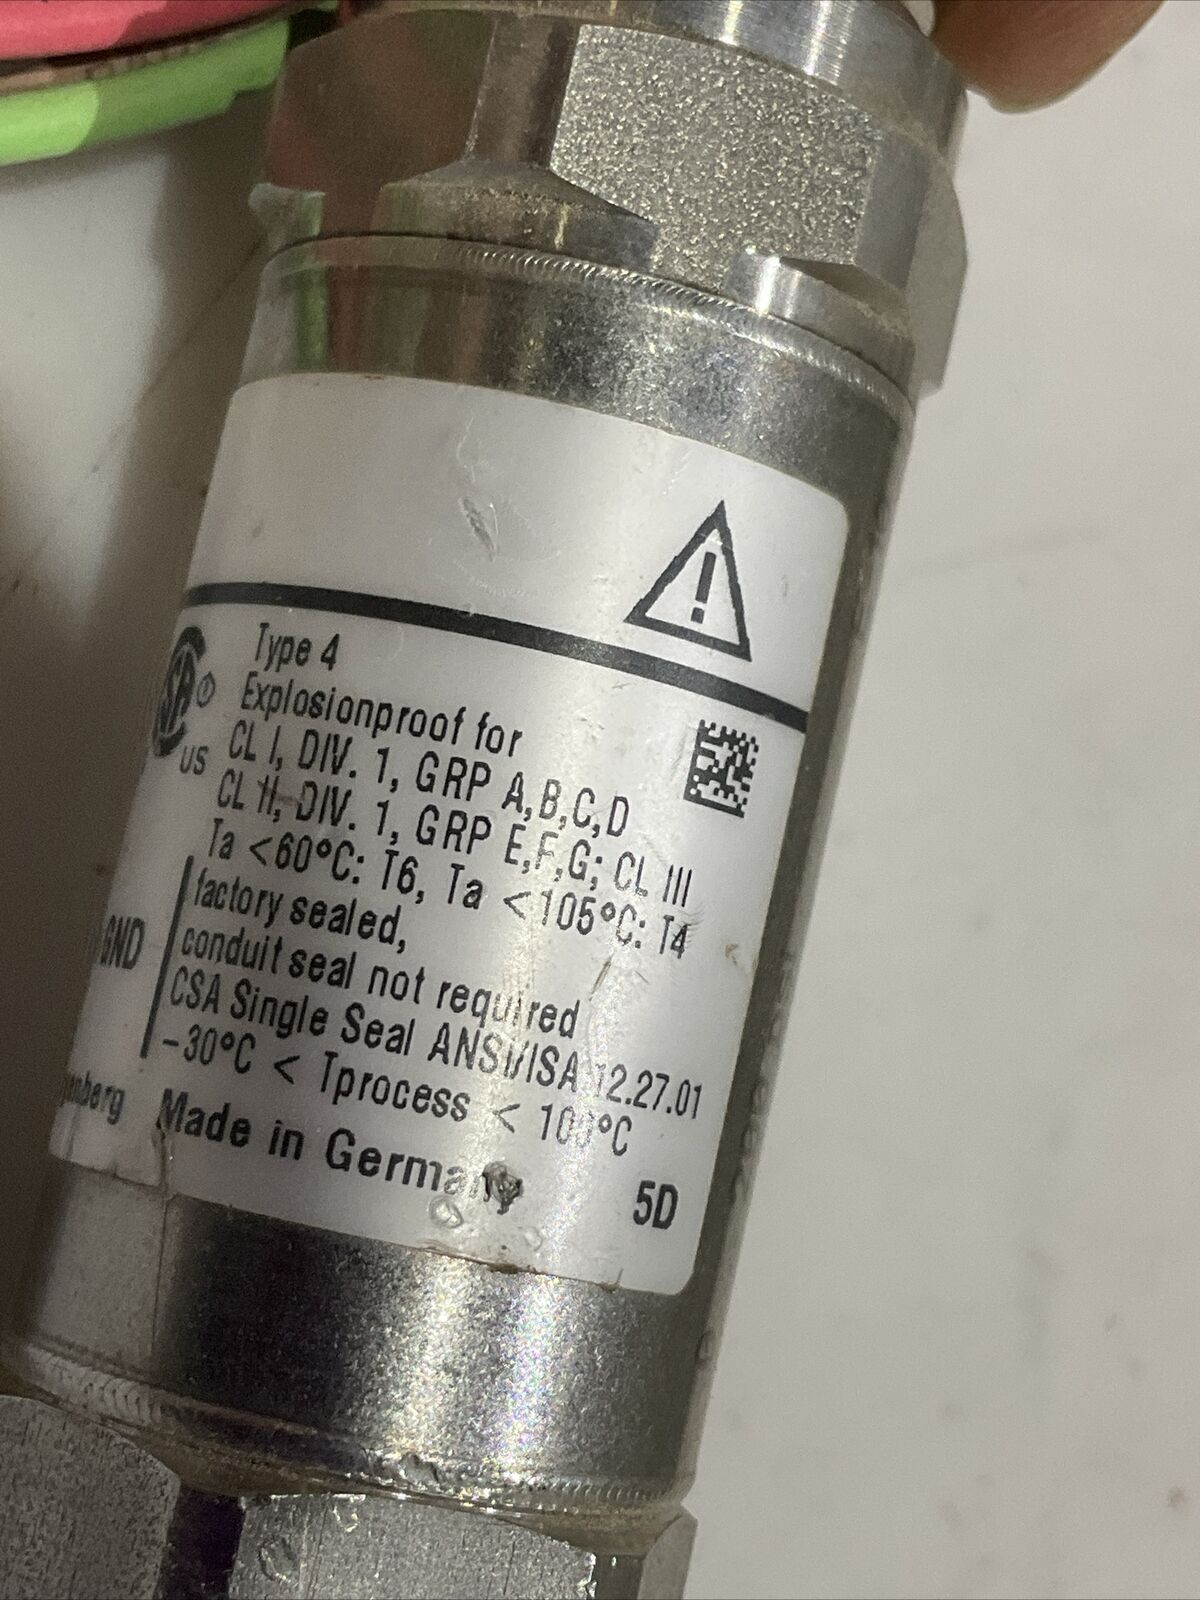 Type 4
Explosionproof for
CL I, DIV. 1, GRP A,B,C,D
CL II, DIV. 1, GRP E,F,G; CL III
Ta <60°C: T6, Ta <105°C: T4
factory sealed,
conduit seal not required
CSA Single Seal ANSI/ISA 12.27.01
-30°C < Tprocess < 100°C
Made in Germany
5D
SA
US
GND